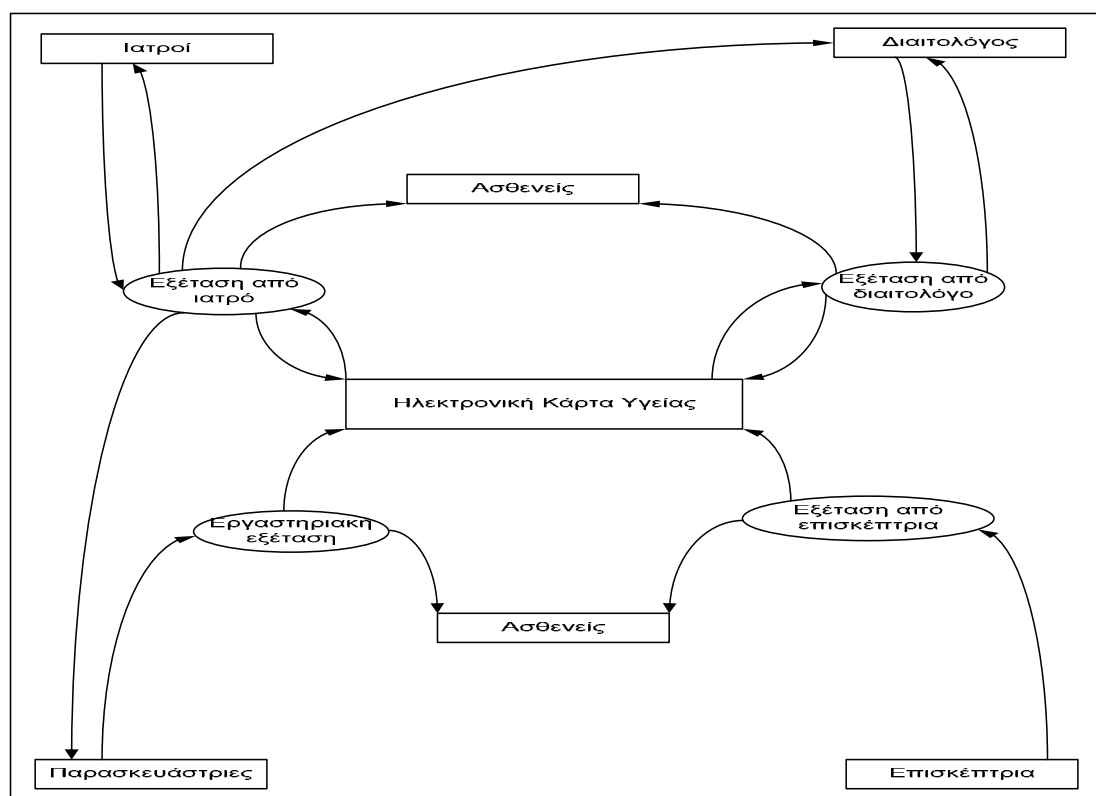 Ιατροί
Διαιτολόγος
Ασθενείς
Εξέταση από
ιατρό
Εξέταση από
διαιτολόγο
Ηλεκτρονική Κάρτα Υγείας
Εργαστηριακή
εξέταση
Εξέταση από
επισκέπτρια
Ασθενείς
Παρασκευάστριες
Επισκέπτρια